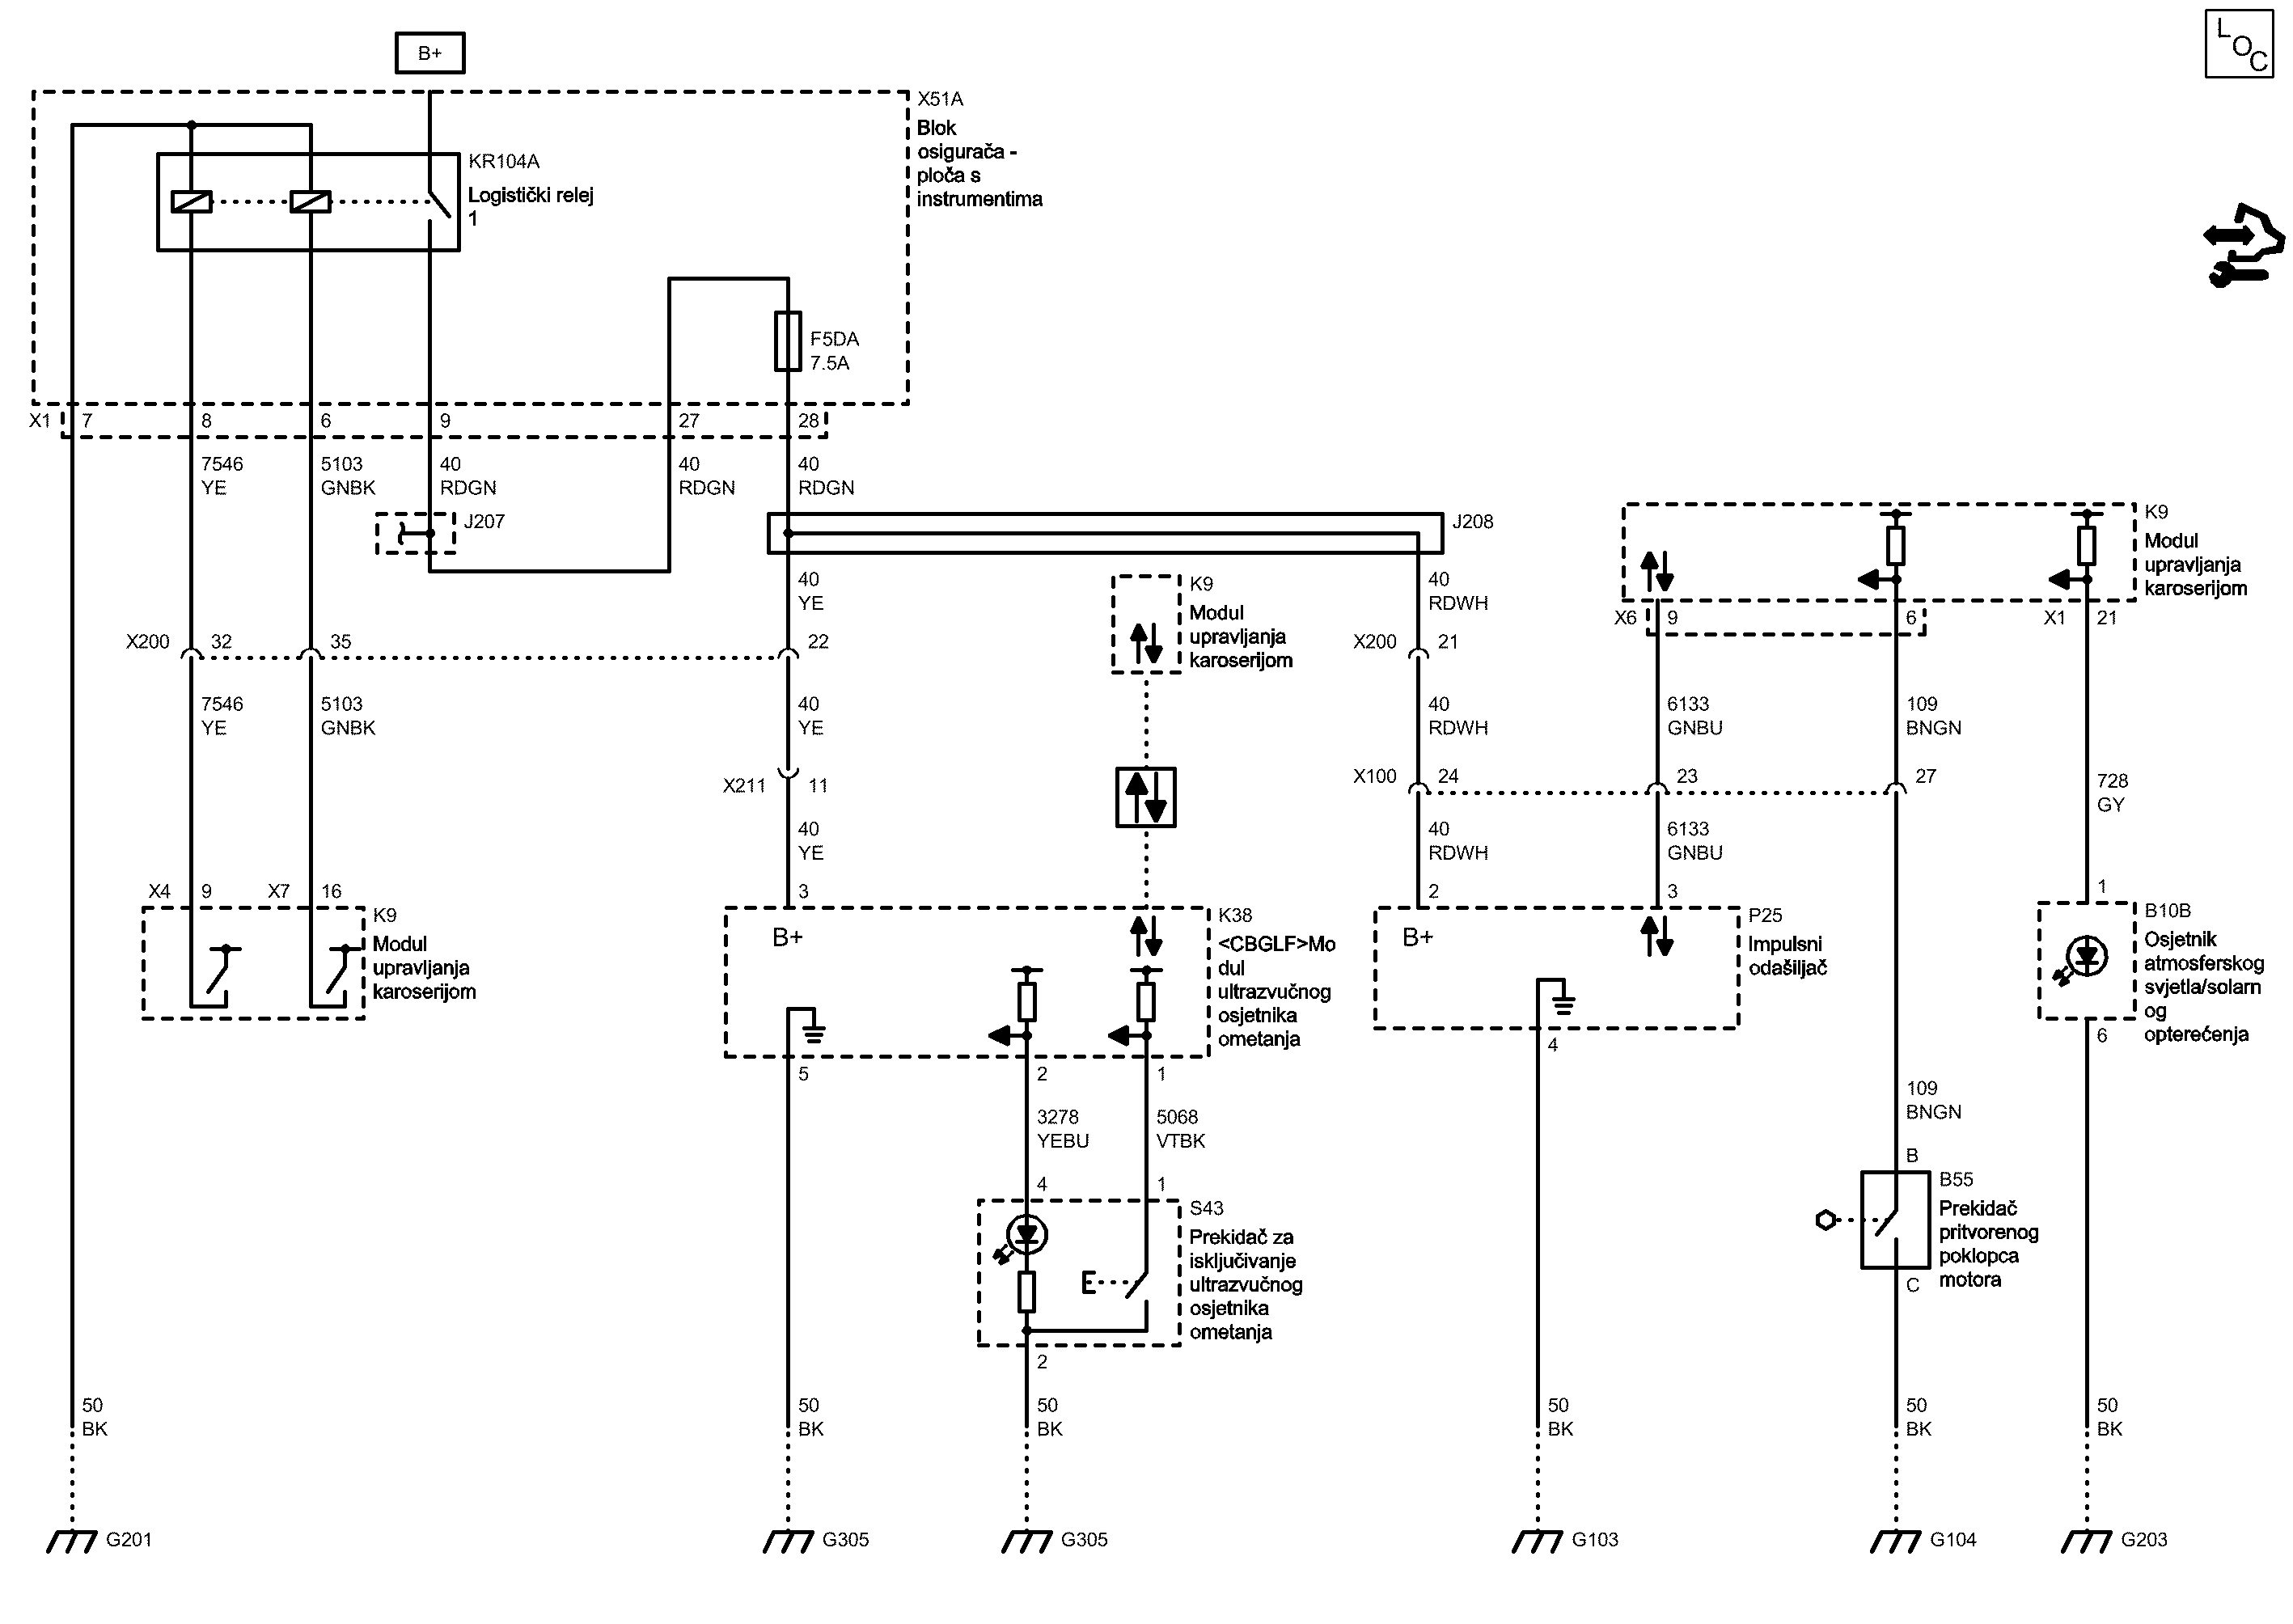 B+
L
O
C
X51A
Blok
osigurača -
ploča s
instrumentima
KR104A
Logistički relej
1
F5DA
7.5A
X1 7 8 6 9 27 28
7546 5103 40 40 40
YE GNBK RDGN RDGN RDGN
J207
J208
K9
Modul
upravljanja
karoserijom
40
YE
K9
Modul
upravljanja
karoserijom
40
RDWH
X6 9 6 X1 21
X200 32 35 22
X200 21
7546 5103 40 40 6133 109
YE GNBK YE RDWH GNBU BNGN
X211 11
X100 24 23 27
728
GY
40 40 6133
YE RDWH GNBU
X4 9 X7 16 3 2 3 1
K9
Modul
upravljanja
karoserijom
B+
K38
<CBGLF>Mo
dul
ultrazvučnog
osjetnika
ometanja
B+
P25
Impulsni
odašiljač
B10B
Osjetnik
atmosferskog
svjetla/solarn
og
opterećenja
5 2 1 4 6
3278 5068
YEBU VTBK
109
BNGN
4 1
S43
Prekidač za
isključivanje
ultrazvučnog
osjetnika
ometanja
B
B55
Prekidač
pritvorenog
poklopca
motora
C
2
50 50 50 50 50 50
BK BK BK BK BK BK
G201 G305 G305 G103 G104 G203